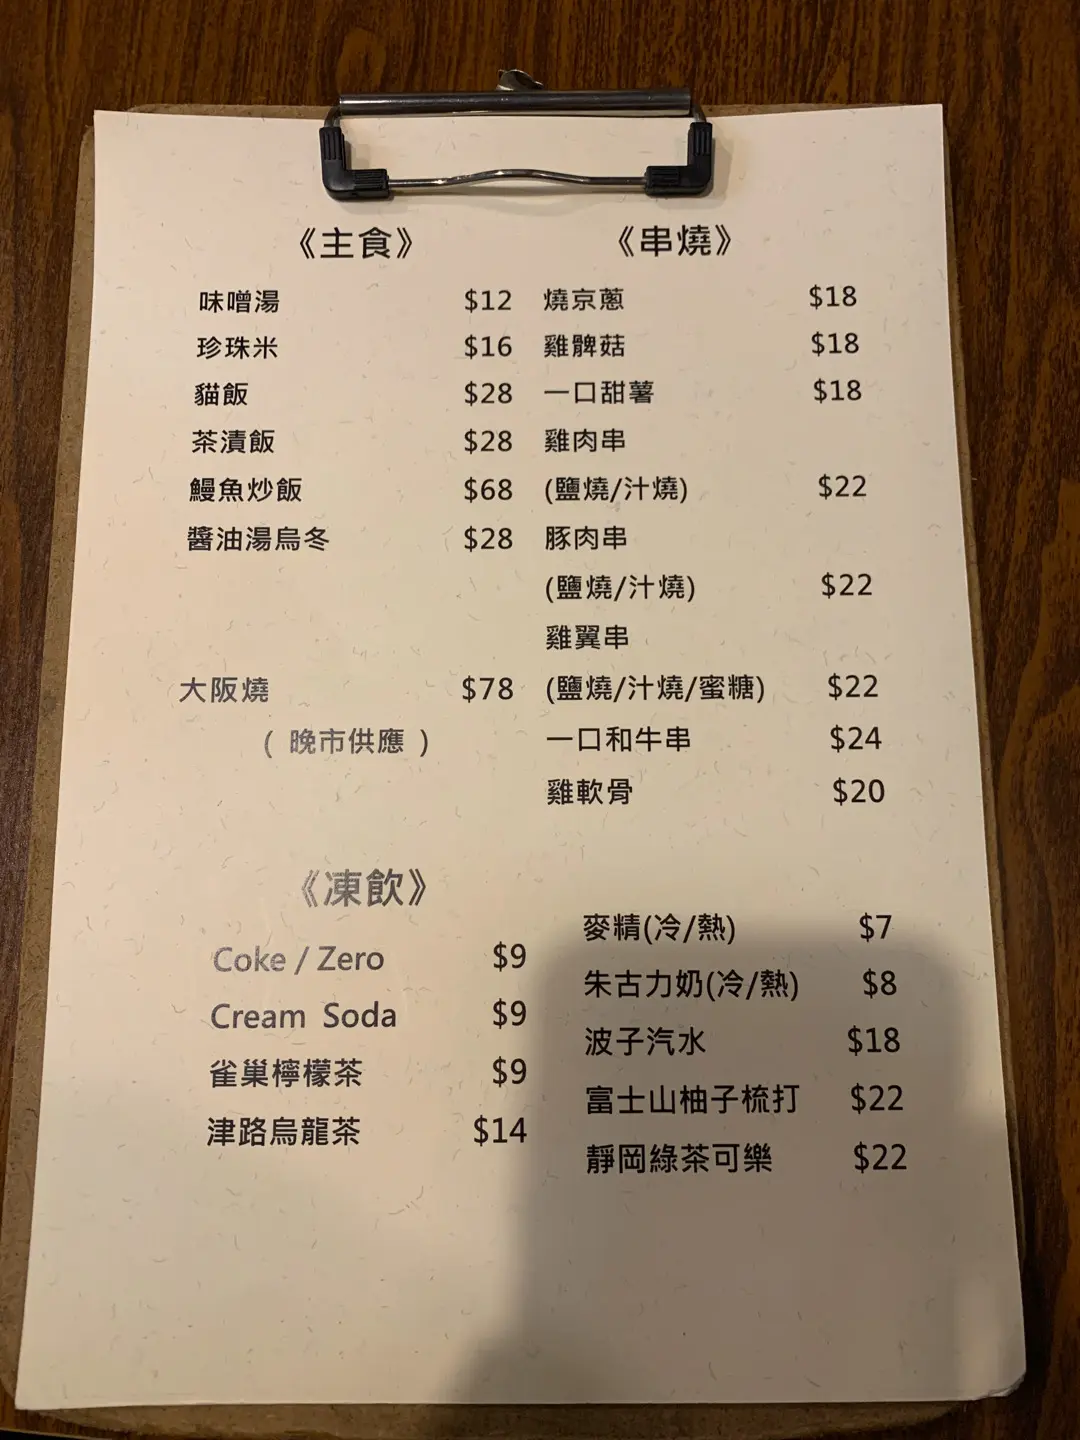 《主食》
味噌湯 $12
珍珠米 $16
貓飯 $28
茶漬飯 $28
鰻魚炒飯 $68
醬油湯烏冬 $28
大阪燒 $78
( 晚市供應 )
《串燒》
燒京蔥 $18
雞髀菇 $18
一口甜薯 $18
雞肉串
(鹽燒/汁燒) $22
豚肉串
(鹽燒/汁燒) $22
雞翼串
(鹽燒/汁燒/蜜糖) $22
一口和牛串 $24
雞軟骨 $20
《凍飲》
Coke / Zero $9
Cream Soda $9
雀巢檸檬茶 $9
津路烏龍茶 $14
麥精(冷/熱) $7
朱古力奶(冷/熱) $8
波子汽水 $18
富士山柚子梳打 $22
靜岡綠茶可樂 $22